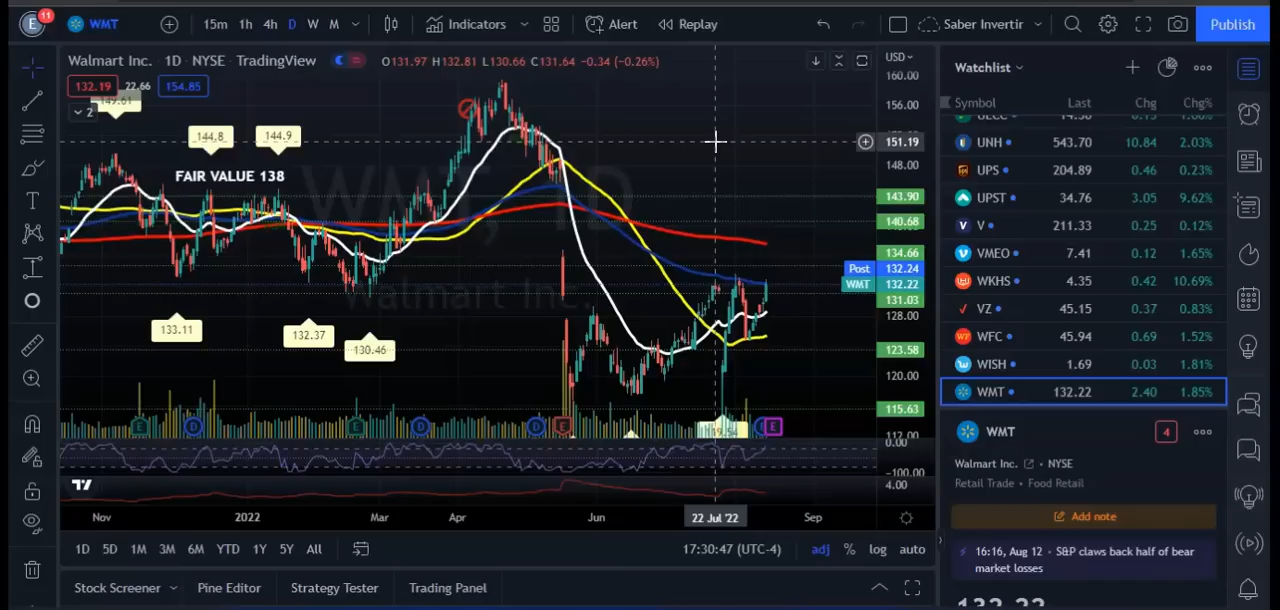 E 11 WMT 15m 1h 4h D W M Indicators Alert Replay Saber Invertir Publish
Walmart Inc. 1D NYSE TradingView O131.97 H132.81 L130.66 C131.64 -0.34 (-0.26%)
132.19 22.66 154.85
2
149.61
144.8 144.9
FAIR VALUE 138
WMT, 1D
Walmart Inc.
133.11 132.37 130.46
USD
160.00
156.00
151.19
148.00
143.90
140.68
134.66
Post 132.24
WMT 132.22
131.03
128.00
123.58
120.00
115.63
112.00
0.00
-100.00
4.00
E D E D D E E
Nov 2022 Mar Apr Jun 22 Jul '22 Sep
1D 5D 1M 3M 6M YTD 1Y 5Y All 17:30:47 (UTC-4) adj % log auto
Stock Screener Pine Editor Strategy Tester Trading Panel
Watchlist
Symbol Last Chg Chg%
UNH 543.70 10.84 2.03%
UPS 204.89 0.46 0.23%
UPST 34.76 3.05 9.62%
V 211.33 0.25 0.12%
VMEO 7.41 0.12 1.65%
WKHS 4.35 0.42 10.69%
VZ 45.15 0.37 0.83%
WFC 45.94 0.69 1.52%
WISH 1.69 0.03 1.81%
WMT 132.22 2.40 1.85%
WMT 4
Walmart Inc. • NYSE
Retail Trade • Food Retail
Add note
16:16, Aug 12 • S&P claws back half of bear
market losses
132.22